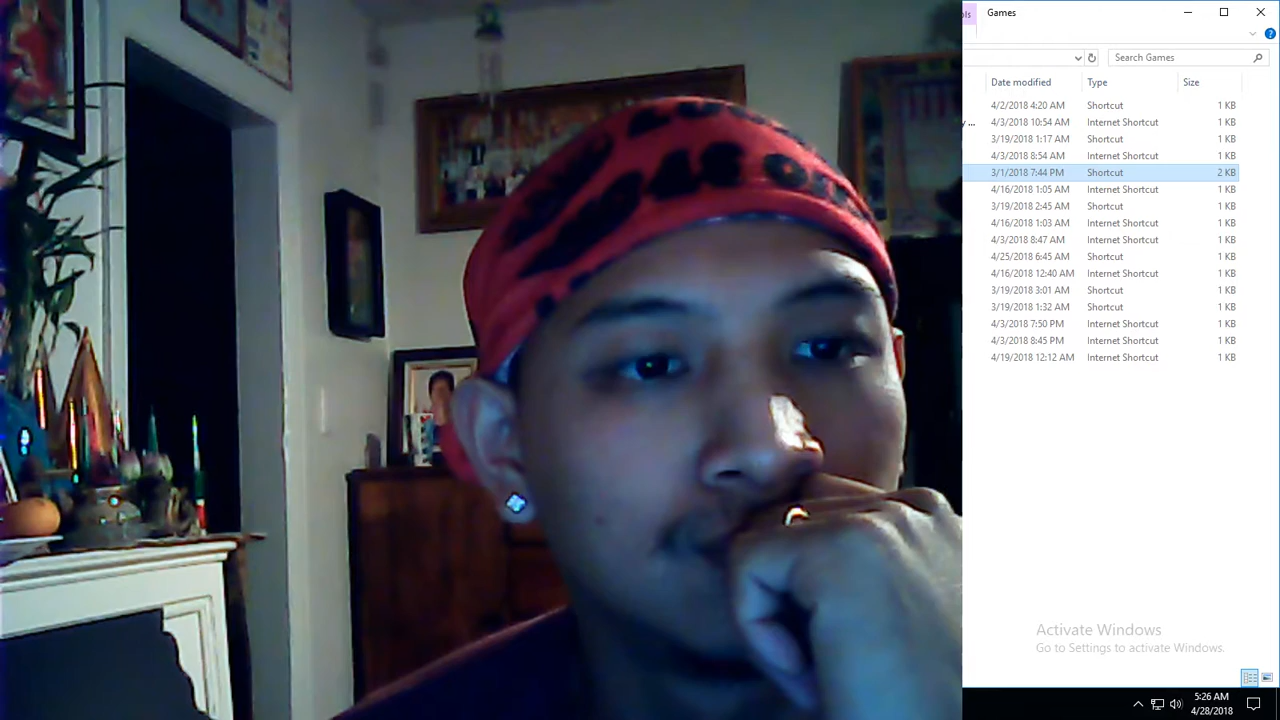 ols
Games
Search Games
Date modified Type Size
4/2/2018 4:20 AM Shortcut 1 KB
y ... 4/3/2018 10:54 AM Internet Shortcut 1 KB
3/19/2018 1:17 AM Shortcut 1 KB
4/3/2018 8:54 AM Internet Shortcut 1 KB
3/1/2018 7:44 PM Shortcut 2 KB
4/16/2018 1:05 AM Internet Shortcut 1 KB
3/19/2018 2:45 AM Shortcut 1 KB
4/16/2018 1:03 AM Internet Shortcut 1 KB
4/3/2018 8:47 AM Internet Shortcut 1 KB
4/25/2018 6:45 AM Shortcut 1 KB
4/16/2018 12:40 AM Internet Shortcut 1 KB
3/19/2018 3:01 AM Shortcut 1 KB
3/19/2018 1:32 AM Shortcut 1 KB
4/3/2018 7:50 PM Internet Shortcut 1 KB
4/3/2018 8:45 PM Internet Shortcut 1 KB
4/19/2018 12:12 AM Internet Shortcut 1 KB
Activate Windows
Go to Settings to activate Windows.
5:26 AM
4/28/2018